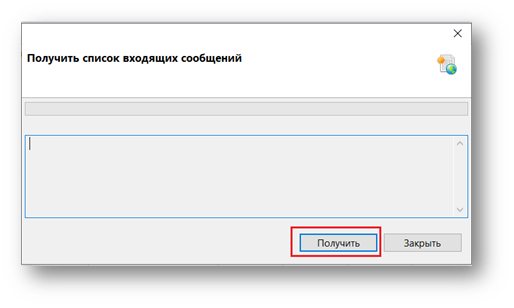 Получить список входящих сообщений
Получить
Закрыть